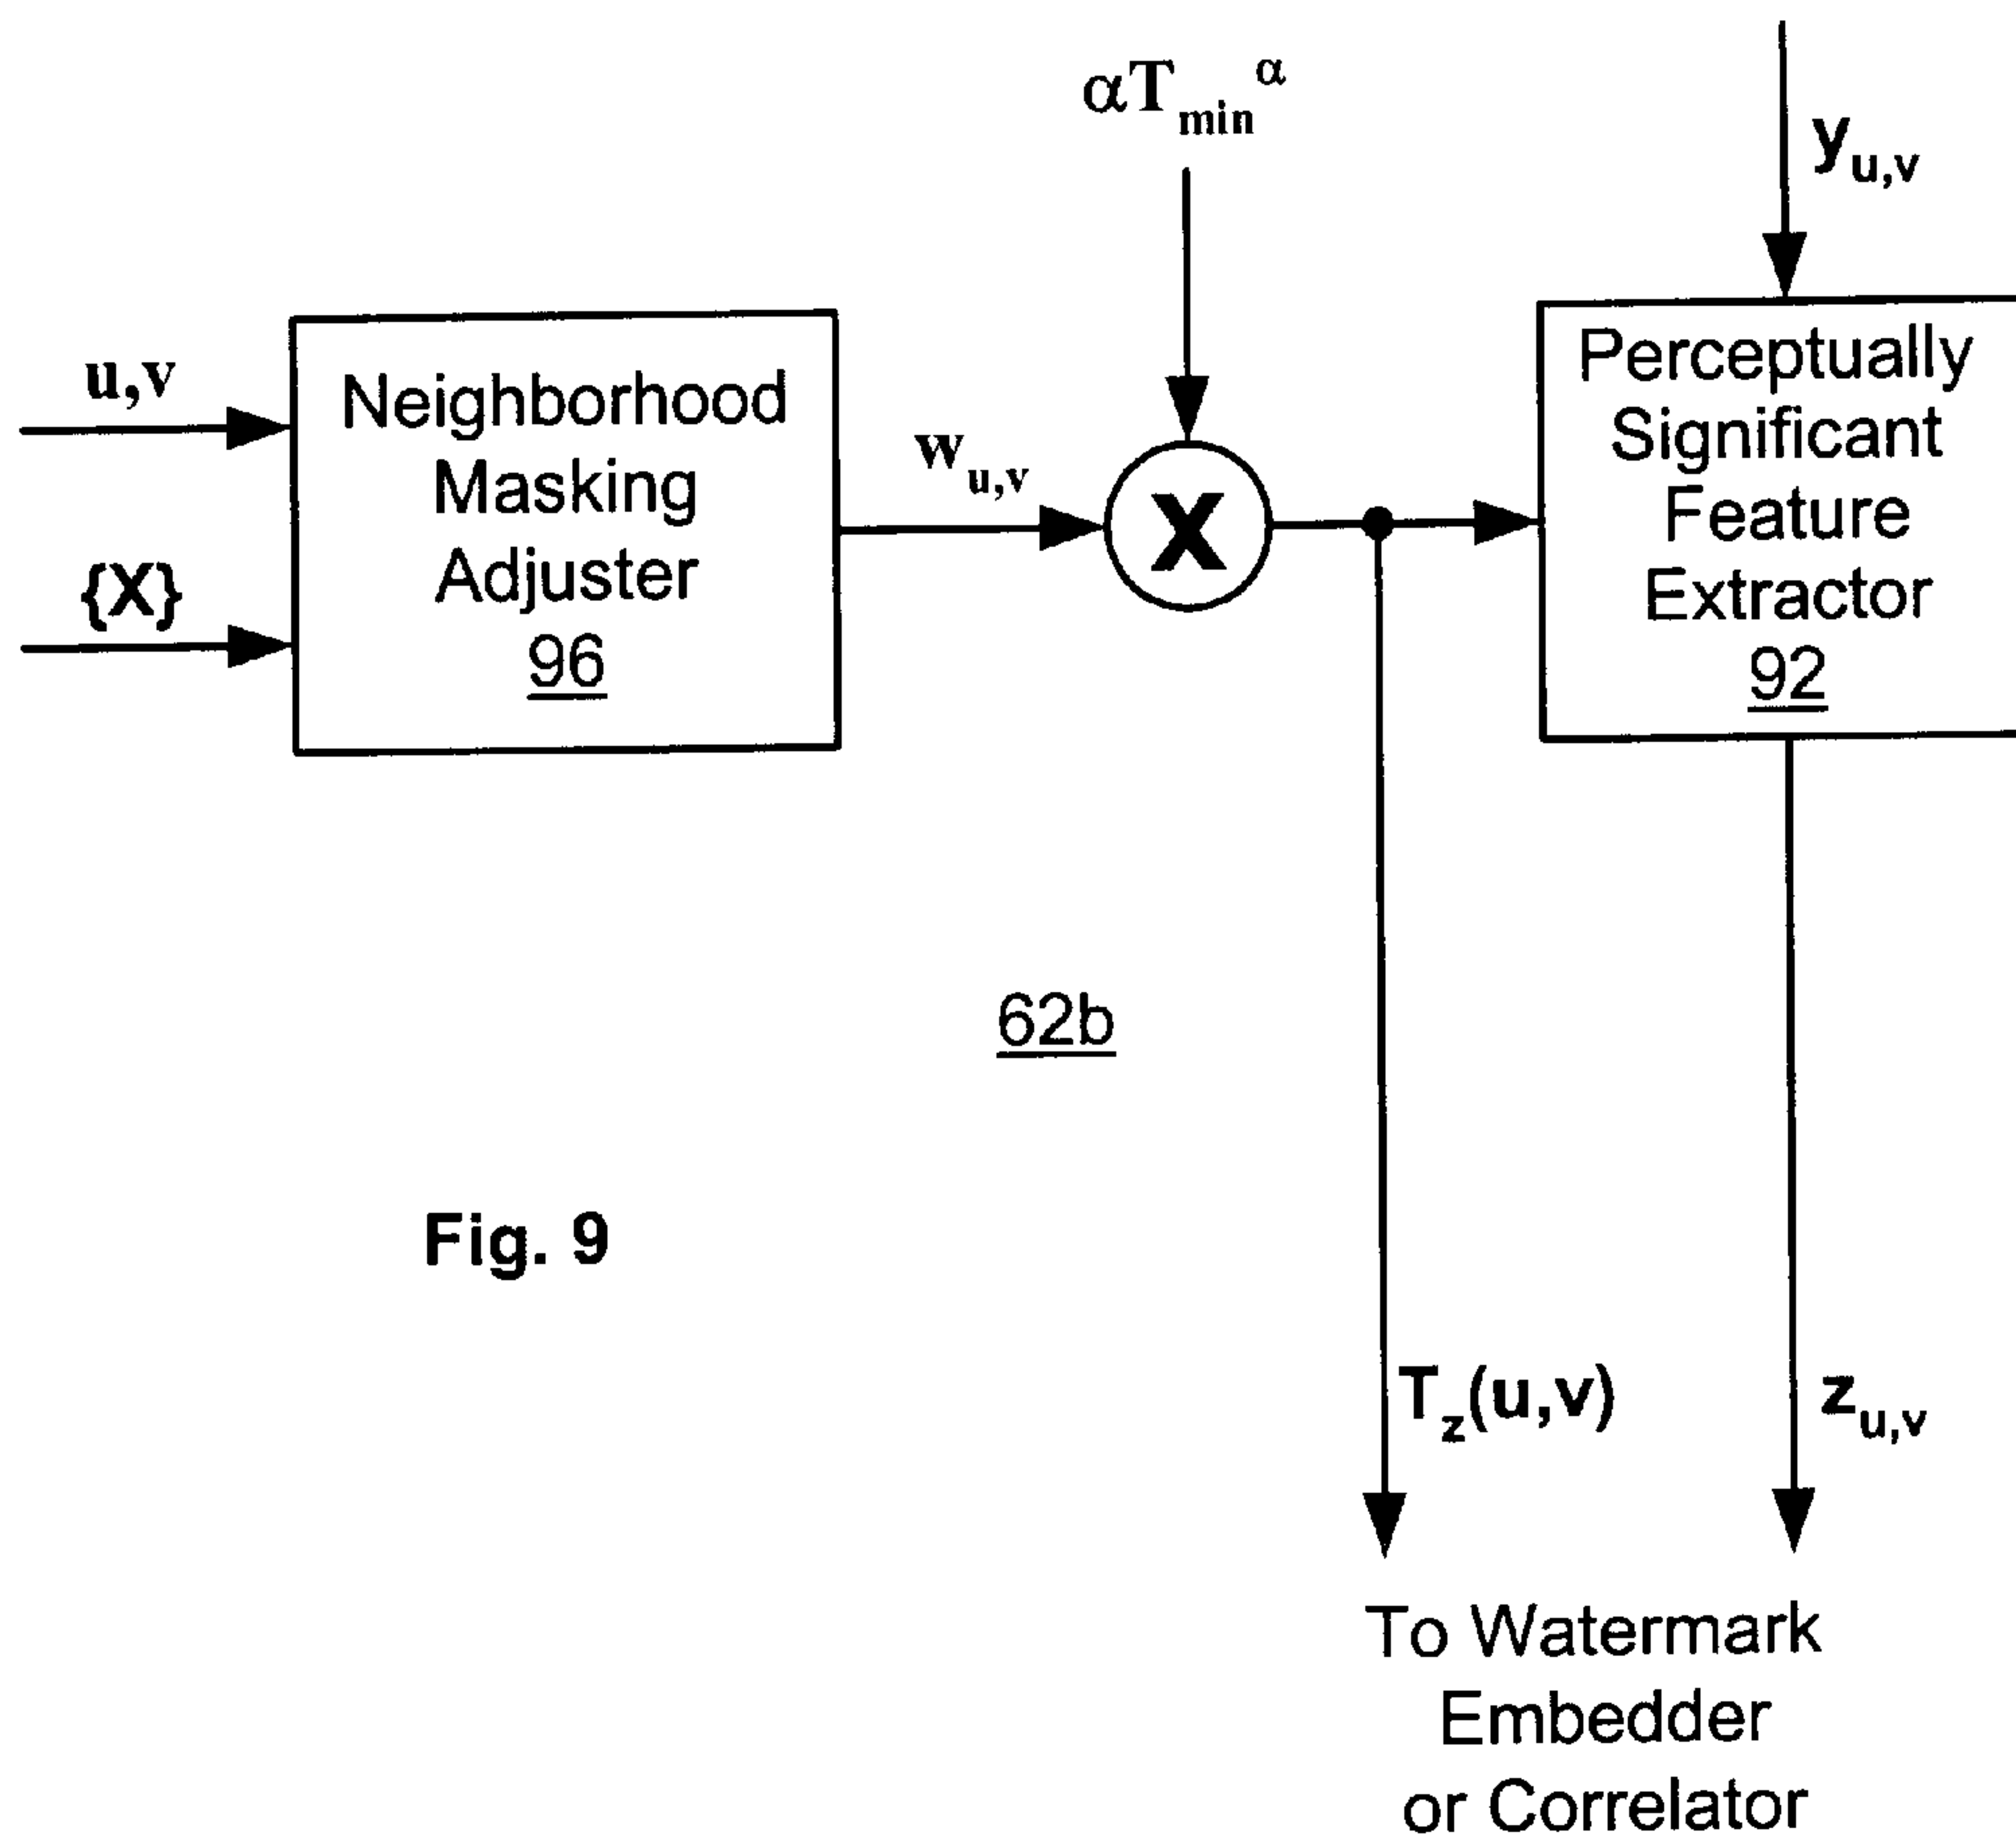 αT_min^α
y_u,v
u,v
{X}
Neighborhood
Masking
Adjuster
96
w_u,v
X
Perceptually
Significant
Feature
Extractor
92
62b
Fig. 9
T_z(u,v)
z_u,v
To Watermark
Embedder
or Correlator